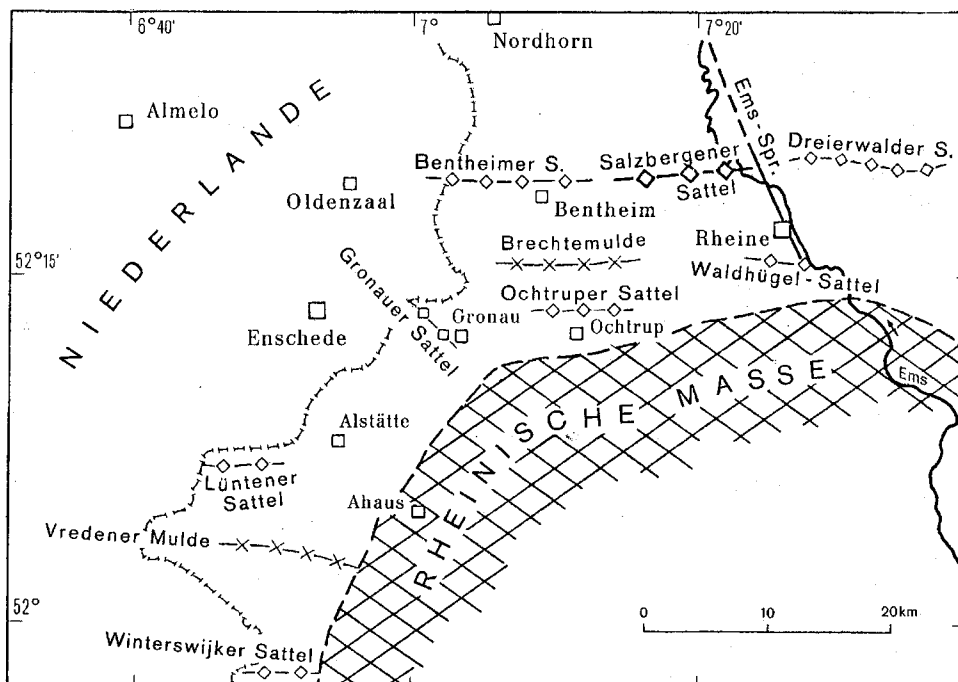 6°40'
7°
7°20'
Nordhorn
Almelo
NIEDERLANDE
Ems-Spr.
Dreierwalder S.
Bentheimer S.
Salzbergener
Sattel
Oldenzaal
Bentheim
Rheine
Brechtemulde
52°15'
Waldhügel-Sattel
Gronauer
Sattel
Ochtruper Sattel
Enschede
Gronau
Ochtrup
Ems
RHEINISCHE MASSE
Alstätte
Lüntener
Sattel
Ahaus
Vredener Mulde
52°
0 10 20km
Winterswijker Sattel